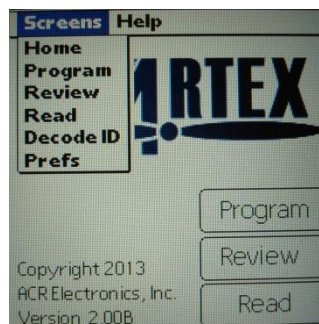 Screens Help
Home
Program
Review
Read
Decode ID
Prefs
ARTEX
Program
Review
Read
Copyright 2013
ACR Electronics, Inc.
Version 2.00B